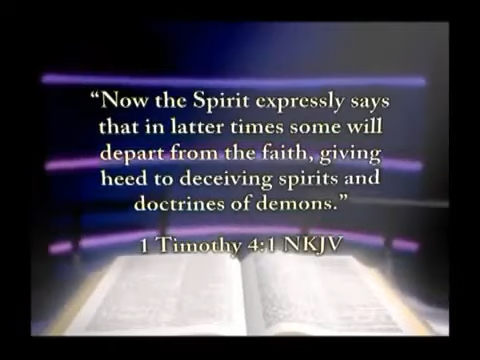 “Now the Spirit expressly says
that in latter times some will
depart from the faith, giving
heed to deceiving spirits and
doctrines of demons.”
1 Timothy 4:1 NKJV